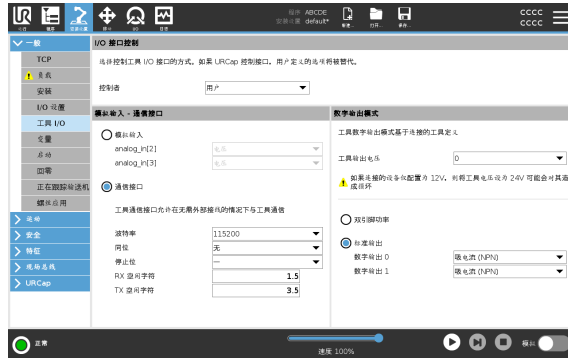 运行
程序
安装设置
移动
I/O
日志
程序 ABCDE
安装设置 default*
新建...
打开...
保存...
cccc
cccc
一般
TCP
负载
安装
I/O 设置
工具 I/O
变量
启动
回零
正在跟踪输送机
螺丝应用
运动
安全
特征
现场总线
URCap
I/O 接口控制
选择控制工具 I/O 接口的方式。如果 URCap 控制接口，用户定义的选项将被替代。
控制者
用户
模拟输入 - 通信接口
模拟输入
analog_in[2]
电压
analog_in[3]
电压
通信接口
工具通信接口允许在无需外部接线的情况下与工具通信
波特率
115200
同位
无
停止位
一
RX 空闲字符
1.5
TX 空闲字符
3.5
数字输出模式
工具数字输出模式基于连接的工具定义
工具输出电压
0
如果连接的设备仅配置为 12V，则将工具电压设为 24V 可能会对其造
成损坏
双引脚功率
标准输出
数字输出 0
吸电流 (NPN)
数字输出 1
吸电流 (NPN)
正常
速度 100%
模拟